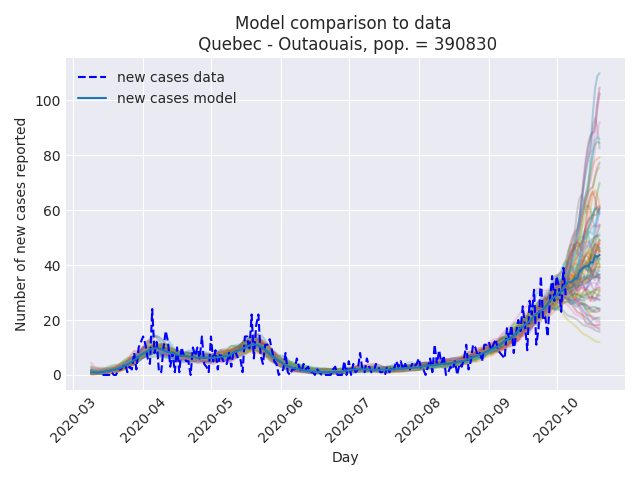 Model comparison to data
Quebec - Outaouais, pop. = 390830
new cases data
new cases model
Number of new cases reported
100
80
60
40
20
0
2020-03
2020-04
2020-05
2020-06
2020-07
2020-08
2020-09
2020-10
Day